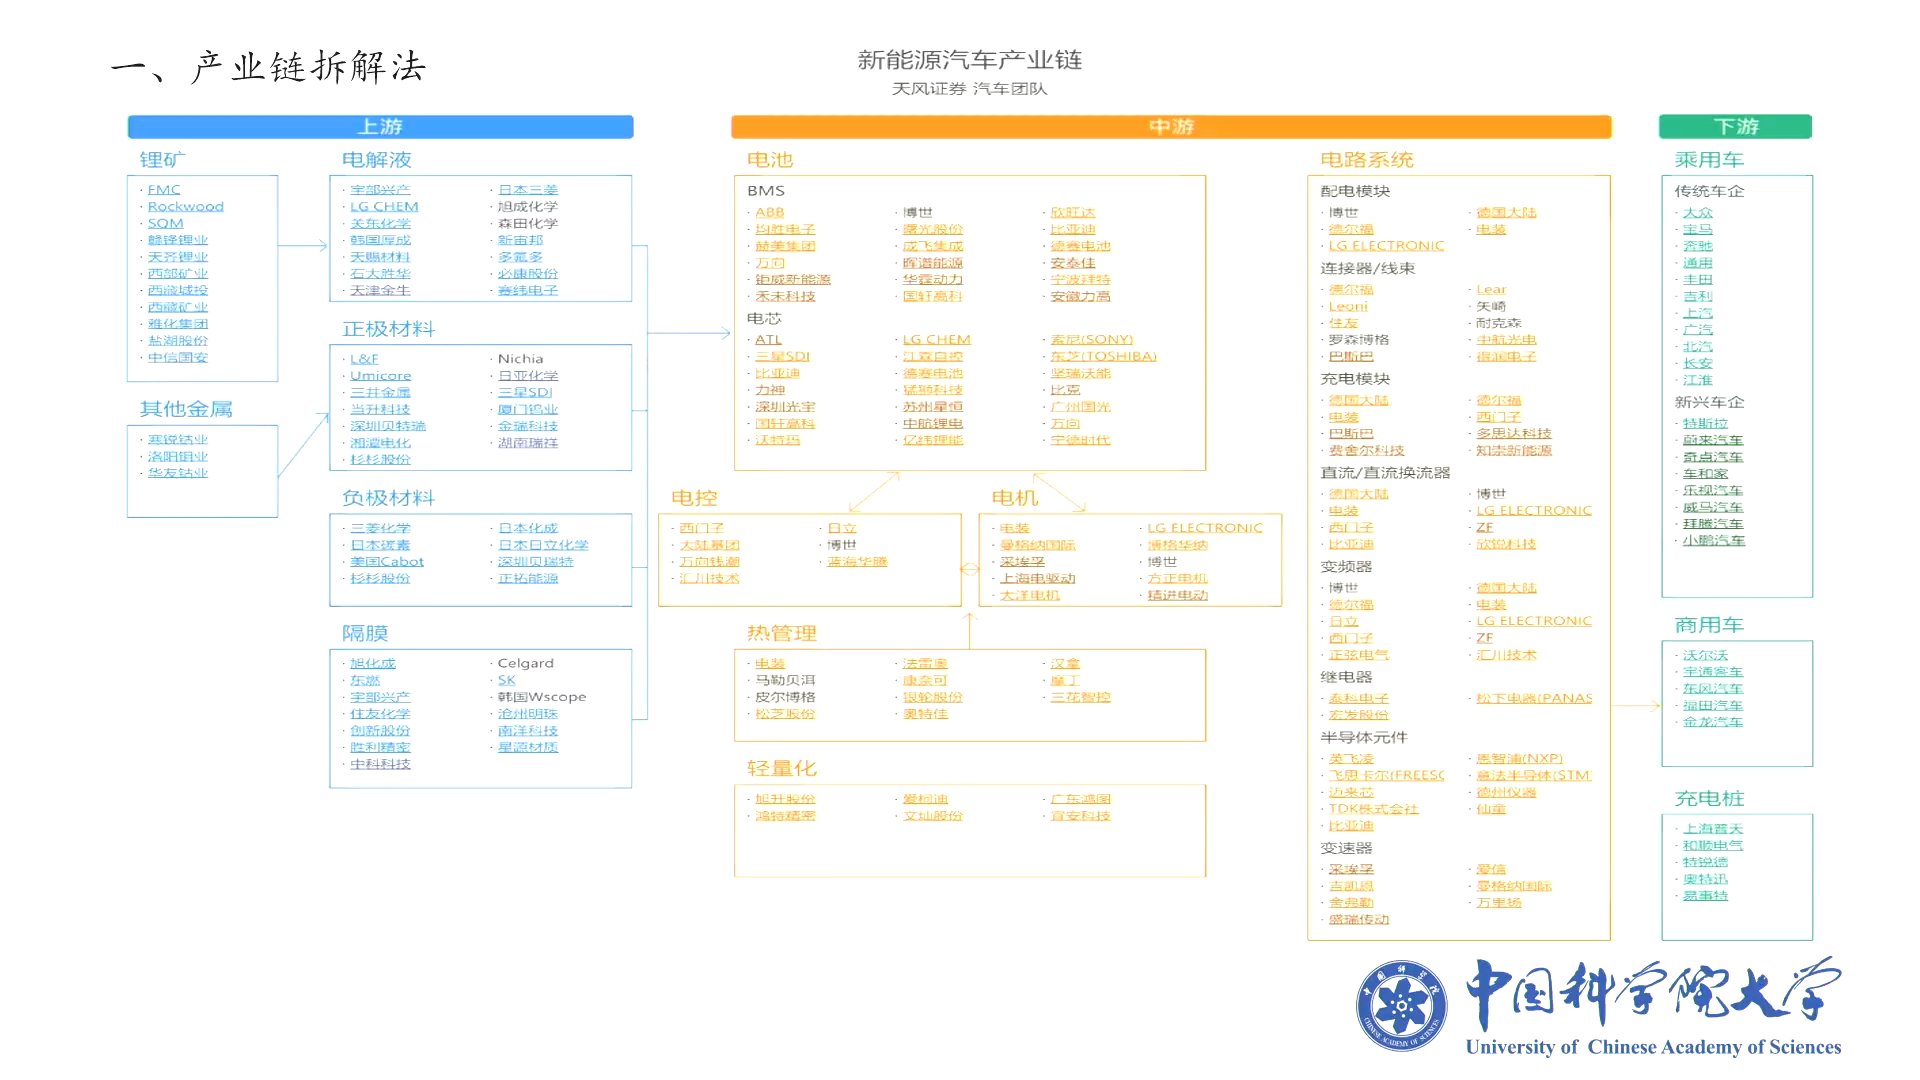 一、产业链拆解法
新能源汽车产业链
天风证券 汽车团队
上游
锂矿
· FMC
· Rockwood
· SQM
· 赣锋锂业
· 天齐锂业
· 西部矿业
· 西藏城投
· 西藏矿业
· 雅化集团
· 盐湖股份
· 中信国安
其他金属
· 寒锐钴业
· 洛阳钼业
· 华友钴业
电解液
· 宇部兴产 · 日本三菱
· LG CHEM · 旭成化学
· 关东化学 · 森田化学
· 韩国厚成 · 新宙邦
· 天赐材料 · 多氟多
· 石大胜华 · 必康股份
· 天津金牛 · 赛纬电子
正极材料
· L&F · Nichia
· Umicore · 日亚化学
· 三井金属 · 三星SDI
· 当升科技 · 厦门钨业
· 深圳贝特瑞 · 金瑞科技
· 湘潭电化 · 湖南瑞祥
· 杉杉股份
负极材料
· 三菱化学 · 日本化成
· 日本碳素 · 日本日立化学
· 美国Cabot · 深圳贝瑞特
· 杉杉股份 · 正拓能源
隔膜
· 旭化成 · Celgard
· 东燃 · SK
· 宇部兴产 · 韩国Wscope
· 住友化学 · 沧州明珠
· 创新股份 · 南洋科技
· 胜利精密 · 星源材质
· 中科科技
中游
电池
BMS
· ABB · 博世 · 欣旺达
· 均胜电子 · 曙光股份 · 比亚迪
· 赫美集团 · 成飞集成 · 德赛电池
· 万向 · 晖谱能源 · 安泰佳
· 钜威新能源 · 华霆动力 · 宁波拜特
· 禾未科技 · 国轩高科 · 安徽力高
电芯
· ATL · LG CHEM · 索尼(SONY)
· 三星SDI · 江森自控 · 东芝(TOSHIBA)
· 比亚迪 · 德赛电池 · 坚瑞沃能
· 力神 · 猛狮科技 · 比克
· 深圳光宇 · 苏州星恒 · 广州国光
· 国轩高科 · 中航锂电 · 万向
· 沃特玛 · 亿纬锂能 · 宁德时代
电控
· 西门子 · 日立
· 大陆基团 · 博世
· 万向钱潮 · 蓝海华腾
· 汇川技术
电机
· 电装 · LG ELECTRONIC
· 曼格纳国际 · 博格华纳
· 采埃孚 · 博世
· 上海电驱动 · 方正电机
· 大洋电机 · 精进电动
热管理
· 电装 · 法雷奥 · 汉拿
· 马勒贝洱 · 康奈可 · 摩丁
· 皮尔博格 · 银轮股份 · 三花智控
· 松芝股份 · 奥特佳
轻量化
· 旭升股份 · 爱柯迪 · 广东鸿图
· 鸿特精密 · 文灿股份 · 宜安科技
电路系统
配电模块
· 博世 · 德国大陆
· 德尔福 · 电装
· LG ELECTRONIC
连接器/线束
· 德尔福 · Lear
· Leoni · 矢崎
· 住友 · 耐克森
· 罗森博格 · 中航光电
· 巴斯巴 · 得润电子
充电模块
· 德国大陆 · 德尔福
· 电装 · 西门子
· 巴斯巴 · 多思达科技
· 费舍尔科技 · 知崇新能源
直流/直流换流器
· 德国大陆 · 博世
· 电装 · LG ELECTRONIC
· 西门子 · ZF
· 比亚迪 · 欣锐科技
变频器
· 博世 · 德国大陆
· 德尔福 · 电装
· 日立 · LG ELECTRONIC
· 西门子 · ZF
· 正弦电气 · 汇川技术
继电器
· 泰科电子 · 松下电器(PANAS
· 宏发股份
半导体元件
· 英飞凌 · 恩智浦(NXP)
· 飞思卡尔(FREESC · 意法半导体(STM
· 迈来芯 · 德州仪器
· TDK株式会社 · 仙童
· 比亚迪
变速器
· 采埃孚 · 爱信
· 吉凯恩 · 曼格纳国际
· 舍弗勒 · 万里扬
· 盛瑞传动
下游
乘用车
传统车企
· 大众
· 宝马
· 奔驰
· 通用
· 丰田
· 吉利
· 上汽
· 广汽
· 北汽
· 长安
· 江淮
新兴车企
· 特斯拉
· 蔚来汽车
· 奇点汽车
· 车和家
· 乐视汽车
· 威马汽车
· 拜腾汽车
· 小鹏汽车
商用车
· 沃尔沃
· 宇通客车
· 东风汽车
· 福田汽车
· 金龙汽车
充电桩
· 上海普天
· 和顺电气
· 特锐德
· 奥特迅
· 易事特
中国科学院大学
University of Chinese Academy of Sciences